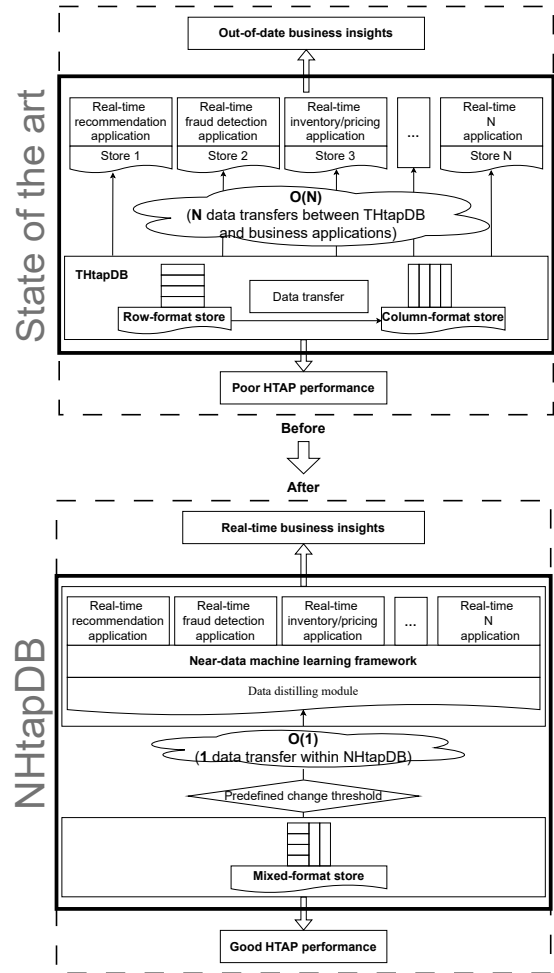 State of the art
Out-of-date business insights
Real-time
recommendation
application
Store 1
Real-time
fraud detection
application
Store 2
Real-time
inventory/pricing
application
Store 3
...
Real-time
N
application
Store N
O(N)
(N data transfers between THtapDB
and business applications)
THtapDB
Row-format store
Data transfer
Column-format store
Poor HTAP performance
Before
After
NHtapDB
Real-time business insights
Real-time
recommendation
application
Real-time
fraud detection
application
Real-time
inventory/pricing
application
...
Real-time
N
application
Near-data machine learning framework
Data distilling module
O(1)
(1 data transfer within NHtapDB)
Predefined change threshold
Mixed-format store
Good HTAP performance